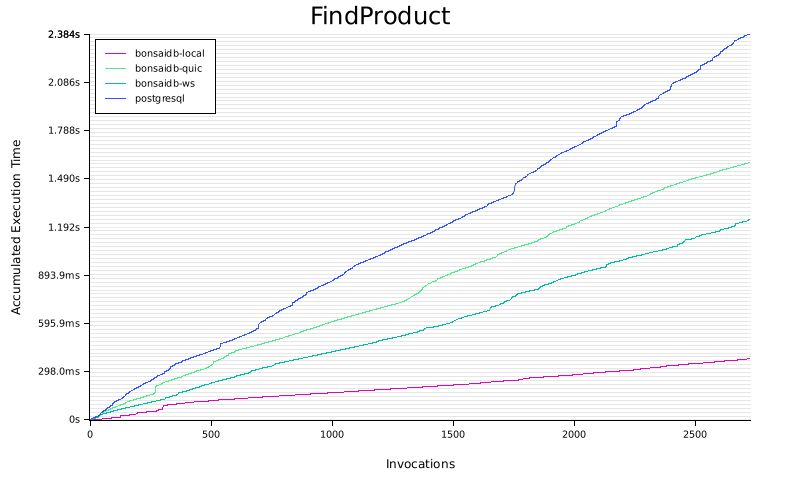 FindProduct
2.384s
bonsaidb-local
bonsaidb-quic
bonsaidb-ws
postgresql
2.086s
1.788s
1.490s
1.192s
893.9ms
595.9ms
298.0ms
0s
Accumulated Execution Time
0 500 1000 1500 2000 2500
Invocations